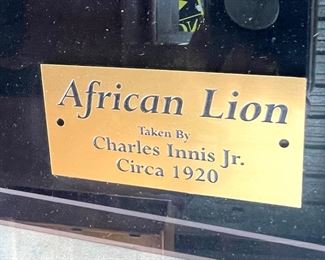 African Lion
Taken By
Charles Innis Jr.
Circa 1920